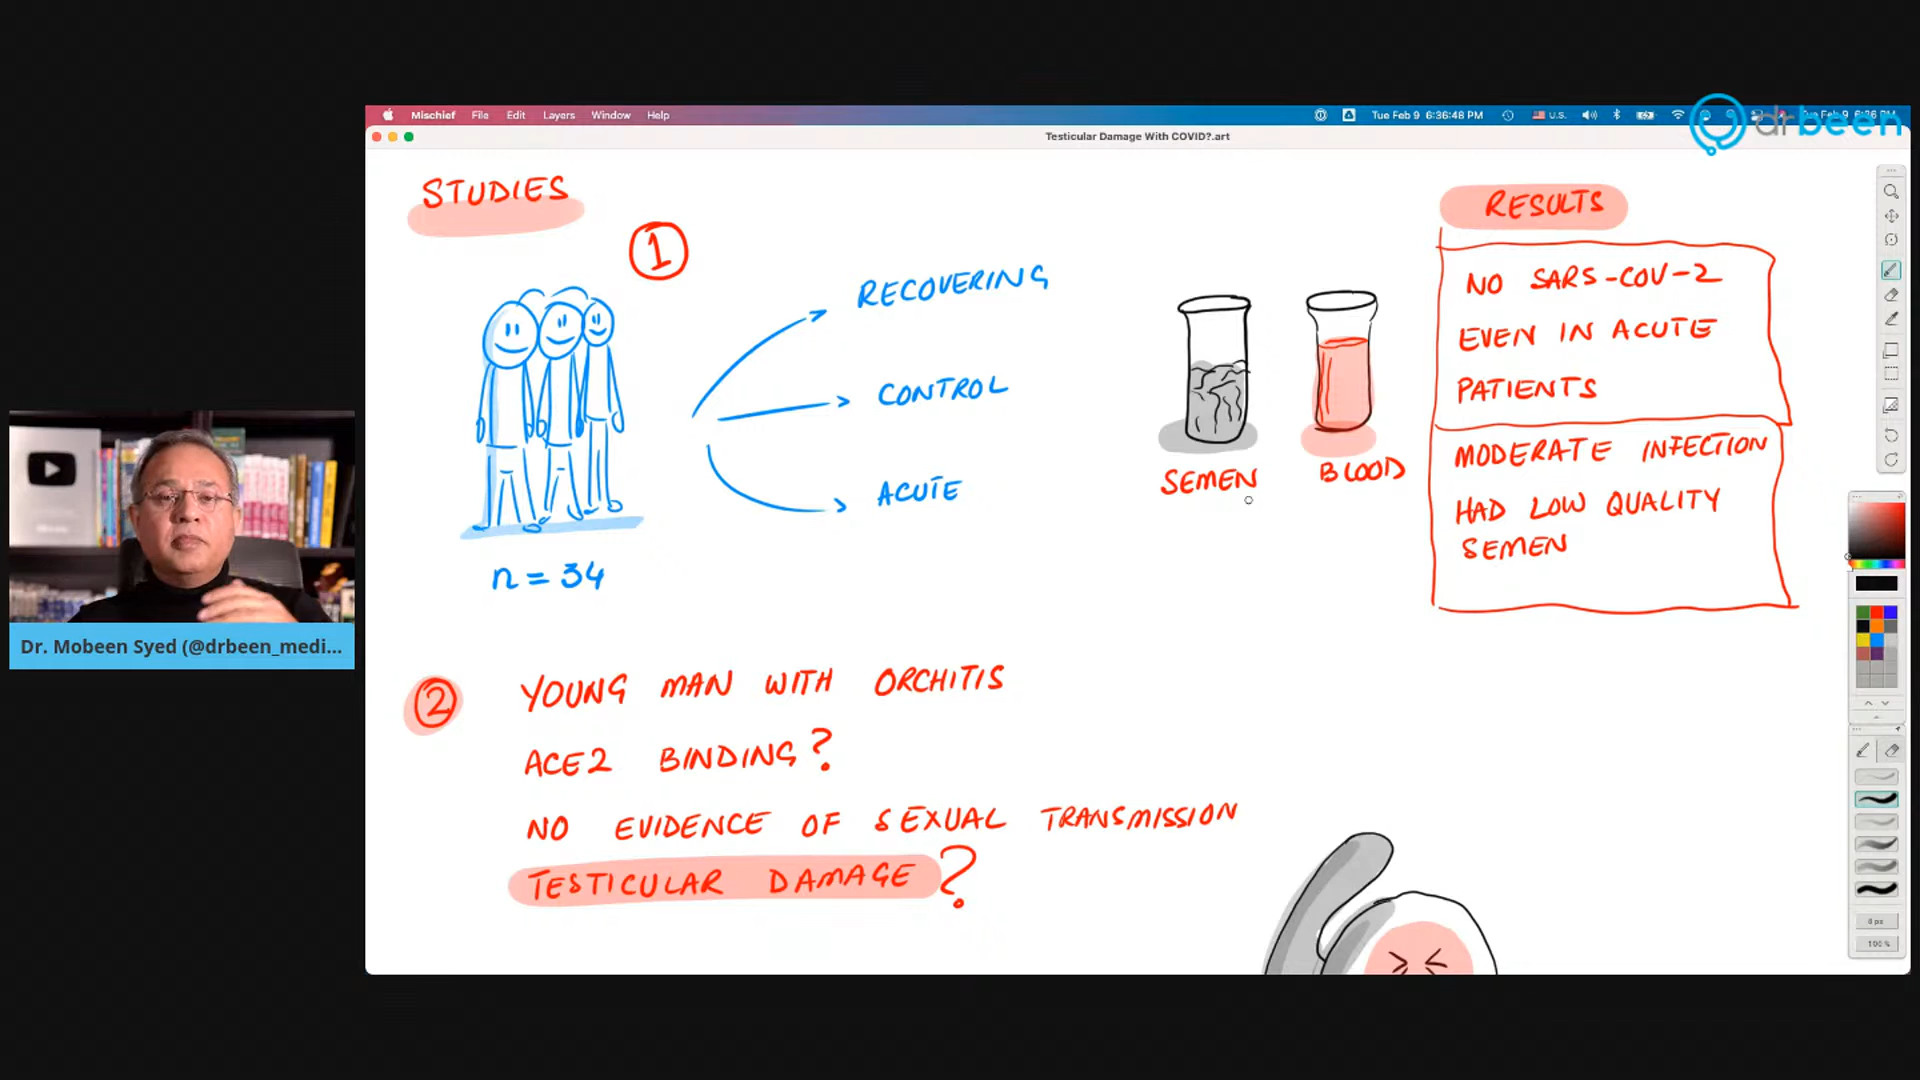 Mischief File Edit Layers Window Help
Tue Feb 9 6:36:48 PM U.S.
drbeen
Testicular Damage With COVID?.art
STUDIES
1
RECOVERING
CONTROL
ACUTE
n = 34
SEMEN
BLOOD
RESULTS
NO SARS-COV-2
EVEN IN ACUTE
PATIENTS
MODERATE INFECTION
HAD LOW QUALITY
SEMEN
Dr. Mobeen Syed (@drbeen_medi...
2
YOUNG MAN WITH ORCHITIS
ACE2 BINDING?
NO EVIDENCE OF SEXUAL TRANSMISSION
TESTICULAR DAMAGE?
0 px
100 %